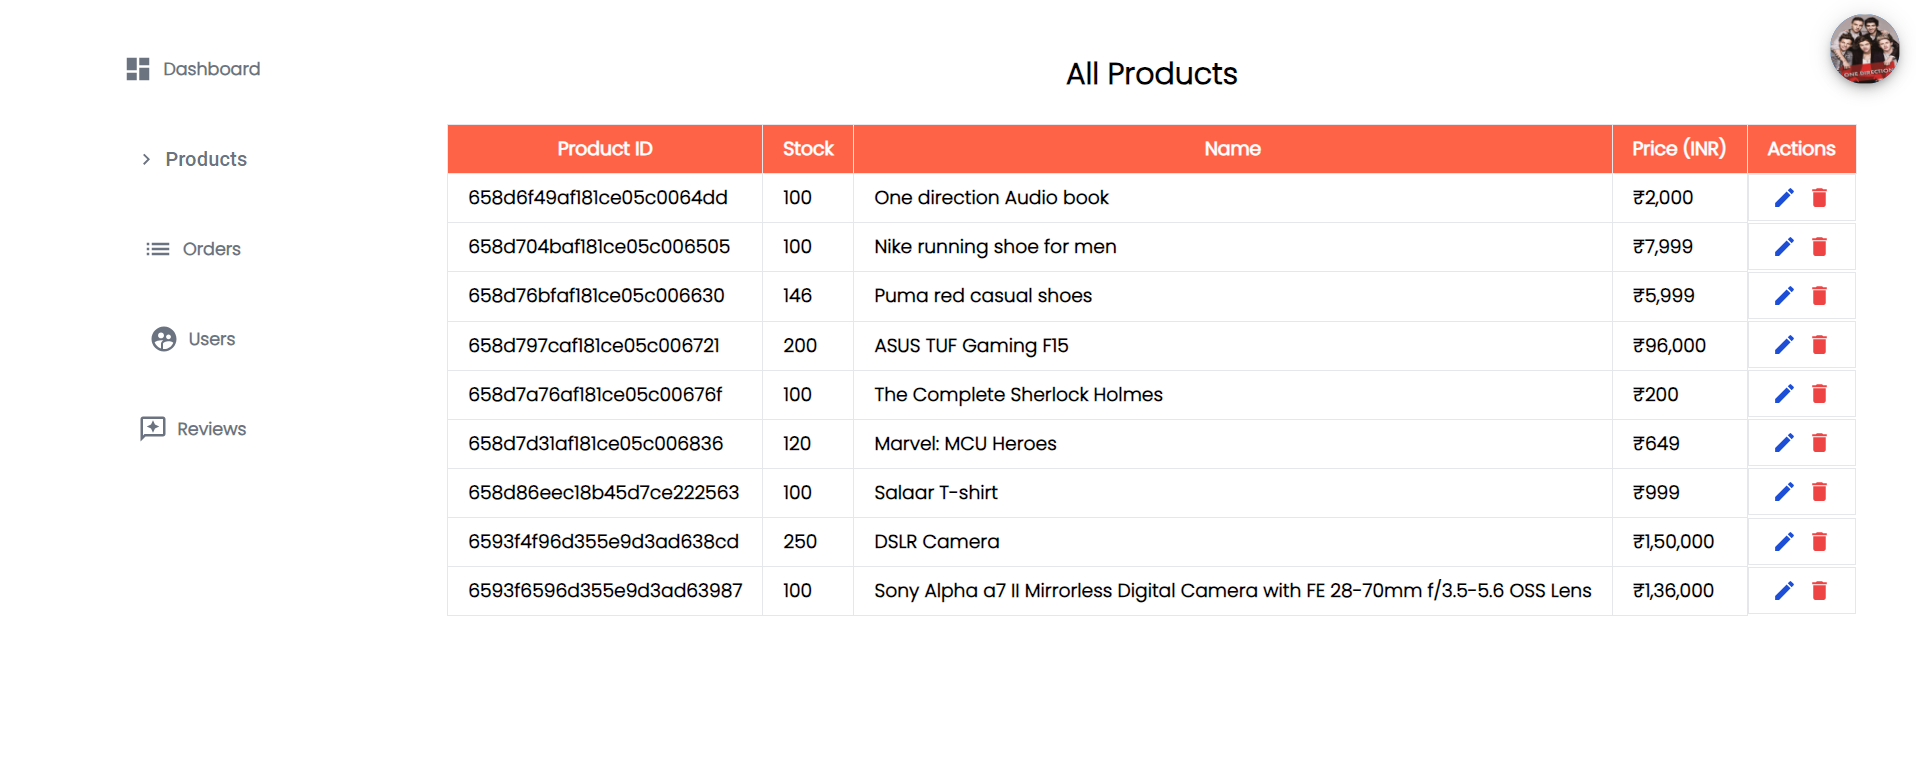 Dashboard
Products
Orders
Users
Reviews
All Products
ONE DIRECTION
Product ID Stock Name Price (INR) Actions
658d6f49af181ce05c0064dd 100 One direction Audio book ₹2,000
658d704baf181ce05c006505 100 Nike running shoe for men ₹7,999
658d76bfaf181ce05c006630 146 Puma red casual shoes ₹5,999
658d797caf181ce05c006721 200 ASUS TUF Gaming F15 ₹96,000
658d7a76af181ce05c00676f 100 The Complete Sherlock Holmes ₹200
658d7d31af181ce05c006836 120 Marvel: MCU Heroes ₹649
658d86eec18b45d7ce222563 100 Salaar T-shirt ₹999
6593f4f96d355e9d3ad638cd 250 DSLR Camera ₹1,50,000
6593f6596d355e9d3ad63987 100 Sony Alpha a7 II Mirrorless Digital Camera with FE 28-70mm f/3.5-5.6 OSS Lens ₹1,36,000